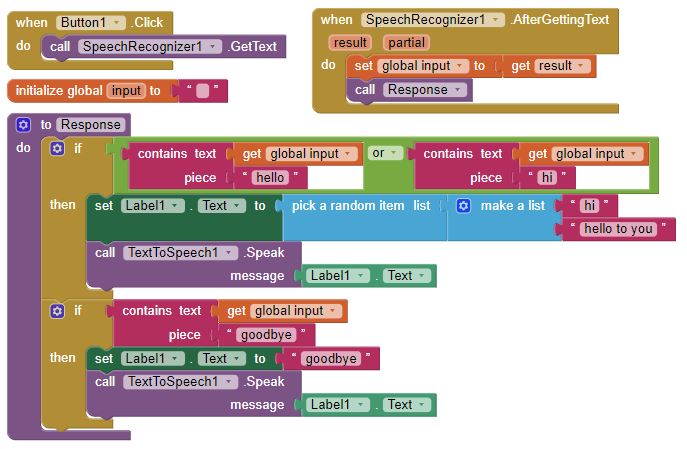 when Button1 .Click
do call SpeechRecognizer1 .GetText
when SpeechRecognizer1 .AfterGettingText
result partial
do set global input to get result
call Response
initialize global input to " "
to Response
do if contains text get global input or contains text get global input
piece " hello " piece " hi "
then set Label1 . Text to pick a random item list make a list " hi "
" hello to you "
call TextToSpeech1 .Speak
message Label1 . Text
if contains text get global input
piece " goodbye "
then set Label1 . Text to " goodbye "
call TextToSpeech1 .Speak
message Label1 . Text